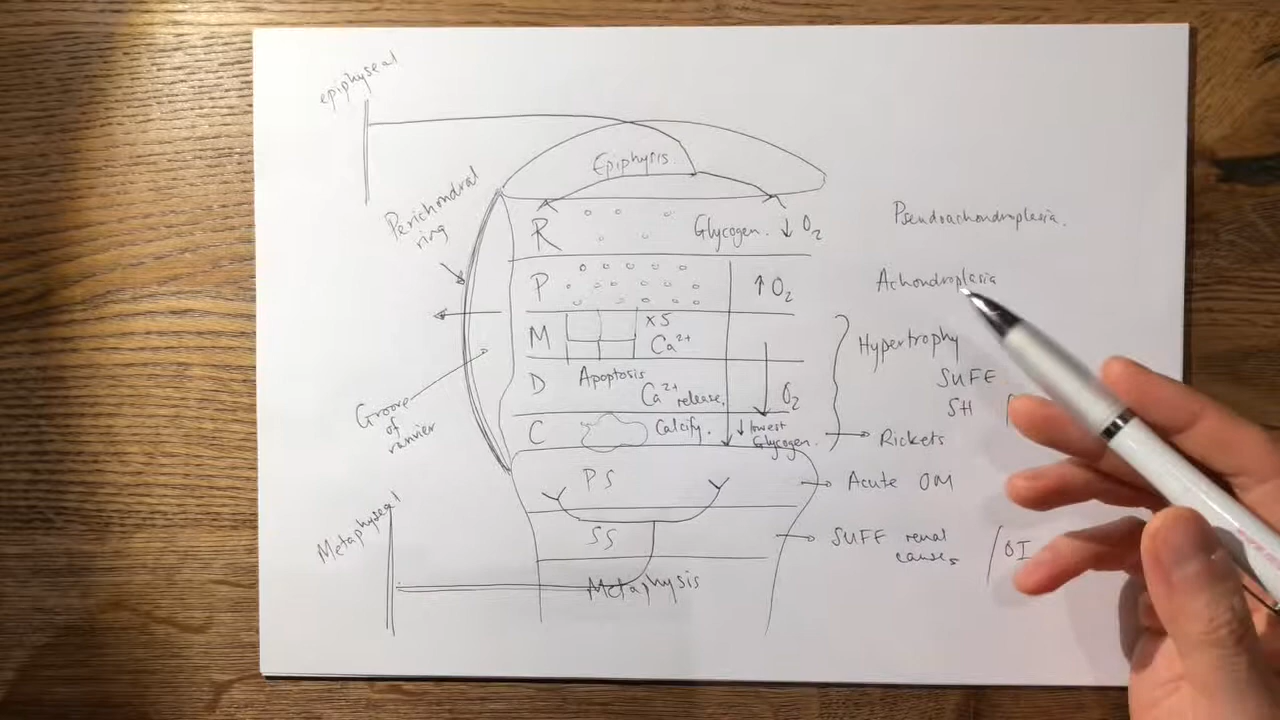 epiphyseal
Epiphysis
Perichondral
ring
R Glycogen. ↓ O₂
Pseudoachondroplasia.
P ↑ O₂
Achondroplasia
M x5
Ca²⁺
Hypertrophy
SUFE
SH
D Apoptosis
Ca²⁺ release. O₂
Groove
of
ranvier
C Calcify. ↓ lowest
Glycogen.
Rickets
PS
Acute OM
Metaphyseal
SS
SUFE renal
causes
OI
Metaphysis